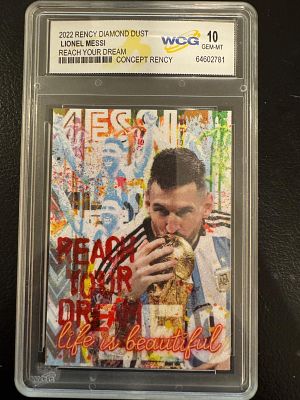 2022 RENCY DIAMOND DUST
LIONEL MESSI
REACH YOUR DREAM
CONCEPT RENCY
WCG
10
GEM-MT
64602781
MESSI
REACH
YOUR
DREAM
life is beautiful
WCG